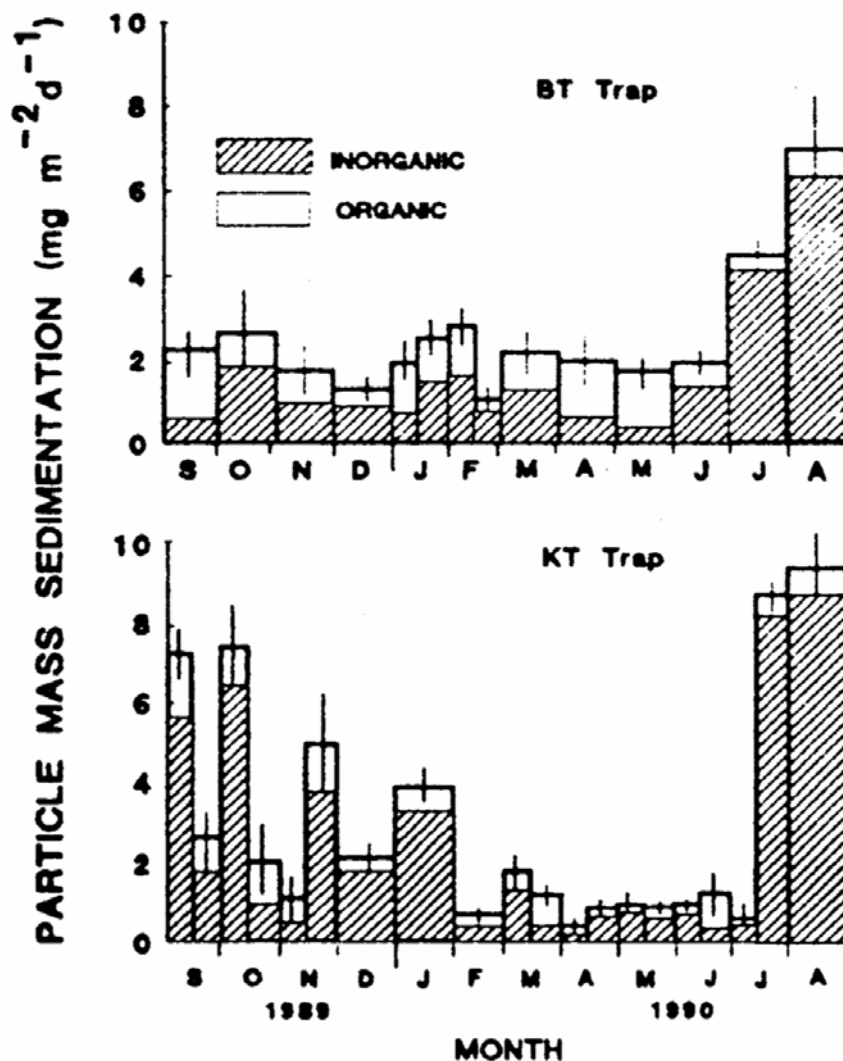 PARTICLE MASS SEDIMENTATION (mg m⁻²d⁻¹)
10
8
6
4
2
0
BT Trap
INORGANIC
ORGANIC
S O N D J F M A M J J A
10
8
6
4
2
0
KT Trap
S O N D J F M A M J J A
1989 1990
MONTH